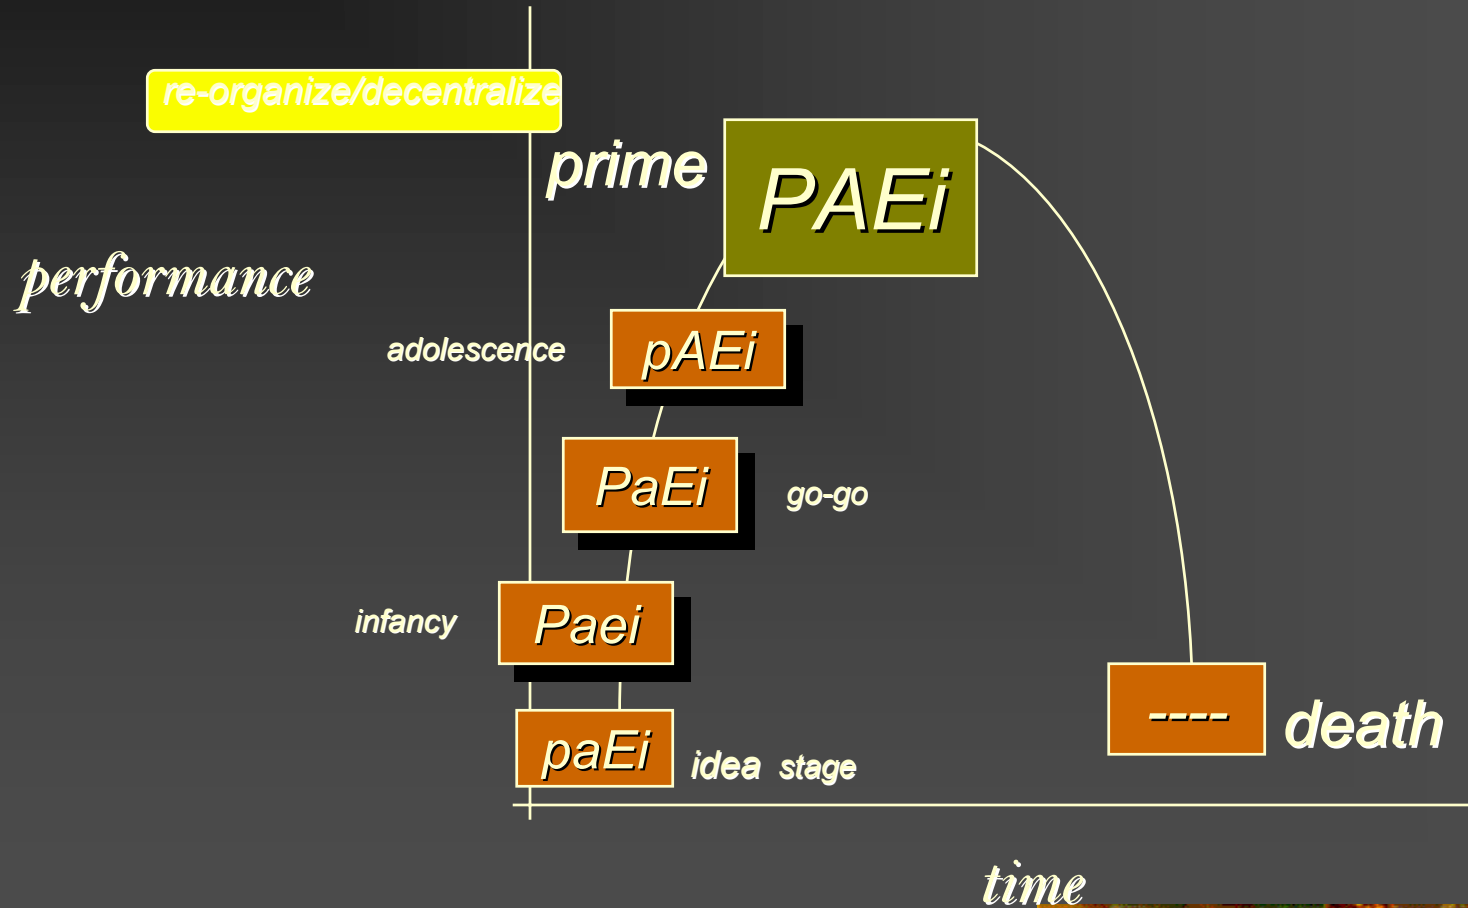 re-organize/decentralize
prime
PAEi
performance
adolescence
pAEi
PaEi
go-go
infancy
Paei
----
death
paEi
idea stage
time